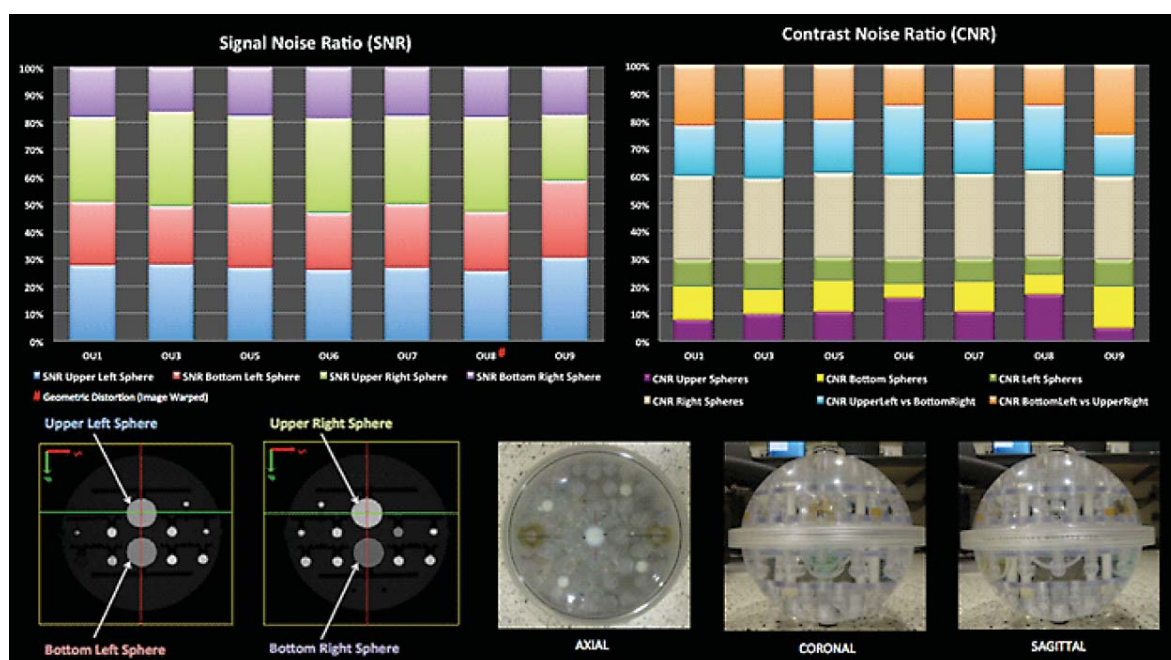 Signal Noise Ratio (SNR)
100%
90%
80%
70%
60%
50%
40%
30%
20%
10%
0%
OU1 OU3 OU5 OU6 OU7 OU8 # OU9
SNR Upper Left Sphere SNR Bottom Left Sphere SNR Upper Right Sphere SNR Bottom Right Sphere
# Geometric Distortion (Image Warped)
Contrast Noise Ratio (CNR)
100%
90%
80%
70%
60%
50%
40%
30%
20%
10%
0%
OU1 OU3 OU5 OU6 OU7 OU8 OU9
CNR Upper Spheres CNR Bottom Spheres CNR Left Spheres
CNR Right Spheres CNR UpperLeft vs BottomRight CNR BottomLeft vs UpperRight
Upper Left Sphere
Bottom Left Sphere
Upper Right Sphere
Bottom Right Sphere
AXIAL
CORONAL
SAGITTAL